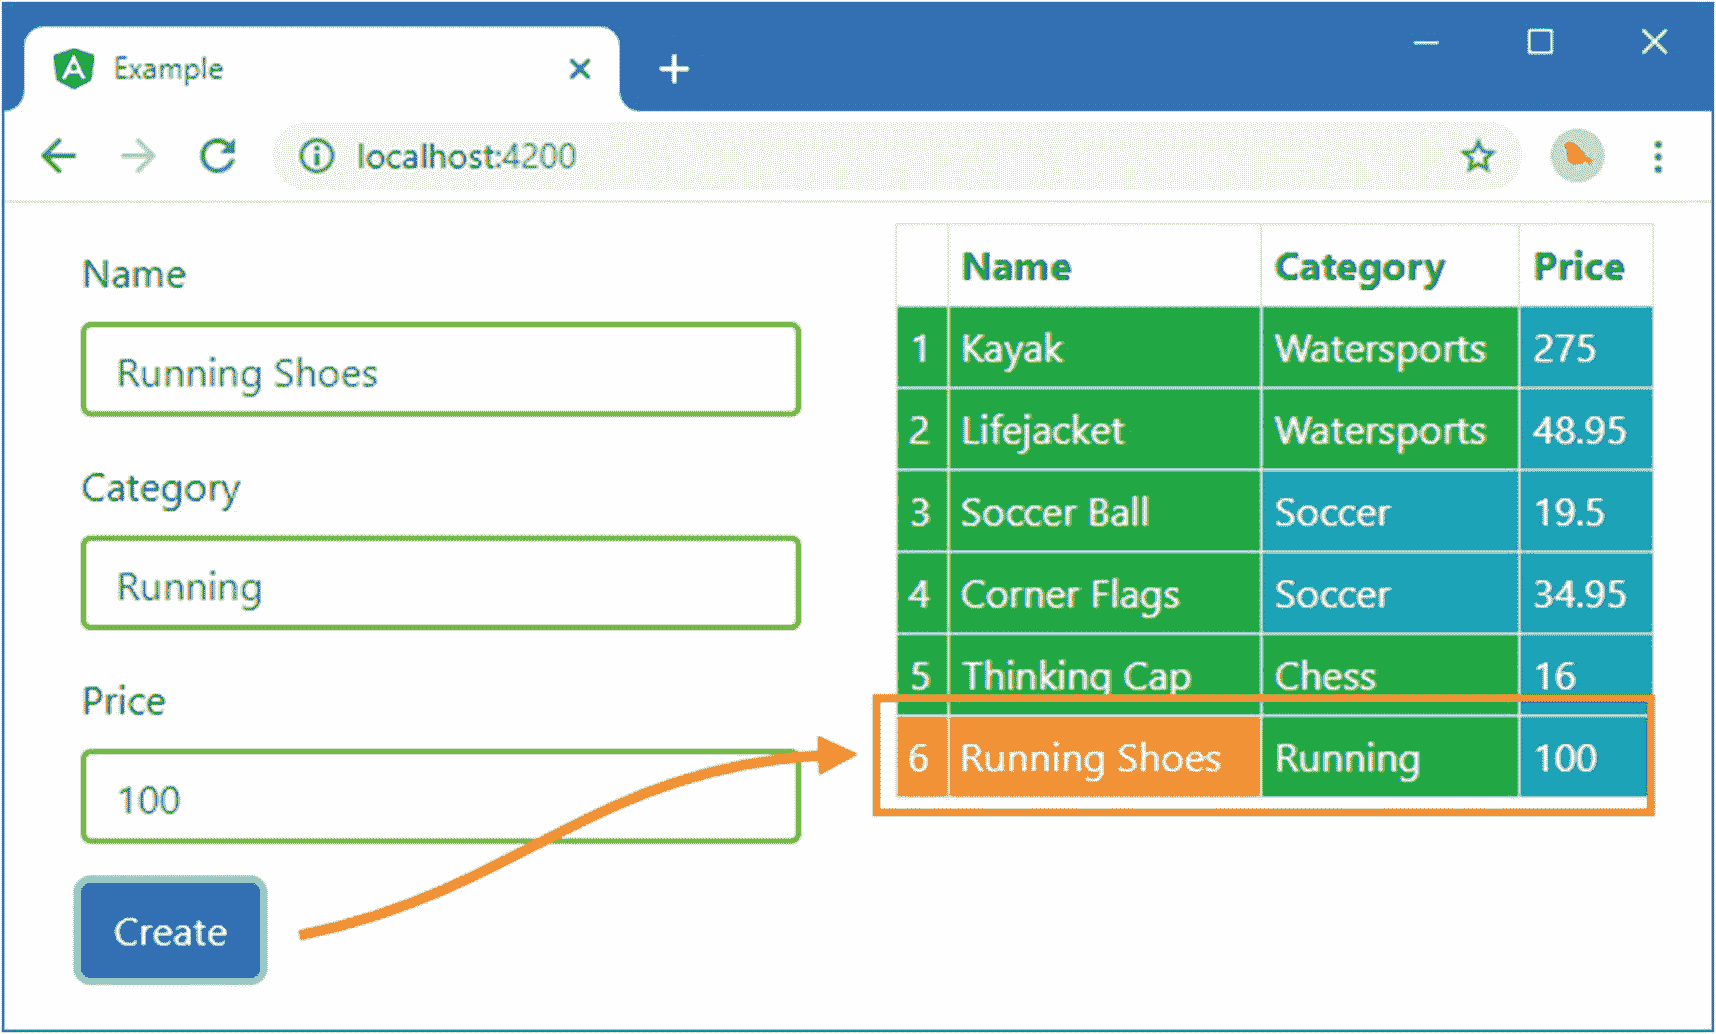 Example
localhost:4200
Name
Running Shoes
Category
Running
Price
100
Create
Name Category Price
1 Kayak Watersports 275
2 Lifejacket Watersports 48.95
3 Soccer Ball Soccer 19.5
4 Corner Flags Soccer 34.95
5 Thinking Cap Chess 16
6 Running Shoes Running 100